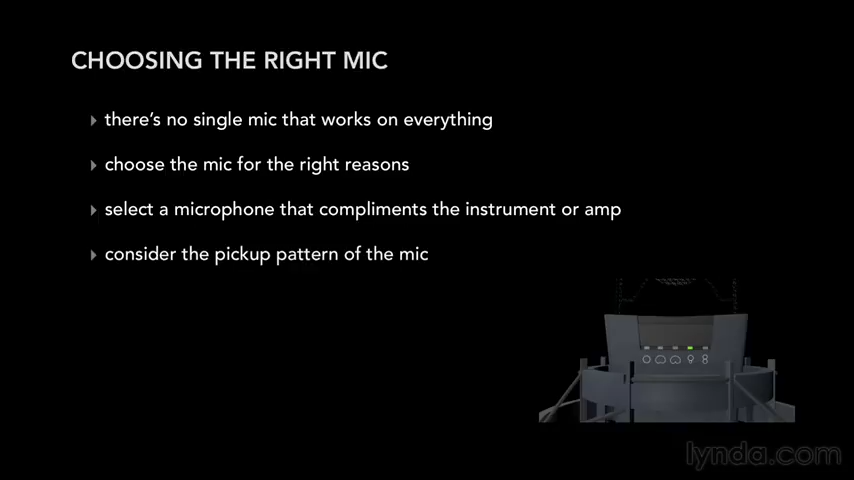 CHOOSING THE RIGHT MIC
there's no single mic that works on everything
choose the mic for the right reasons
select a microphone that compliments the instrument or amp
consider the pickup pattern of the mic
lynda.com